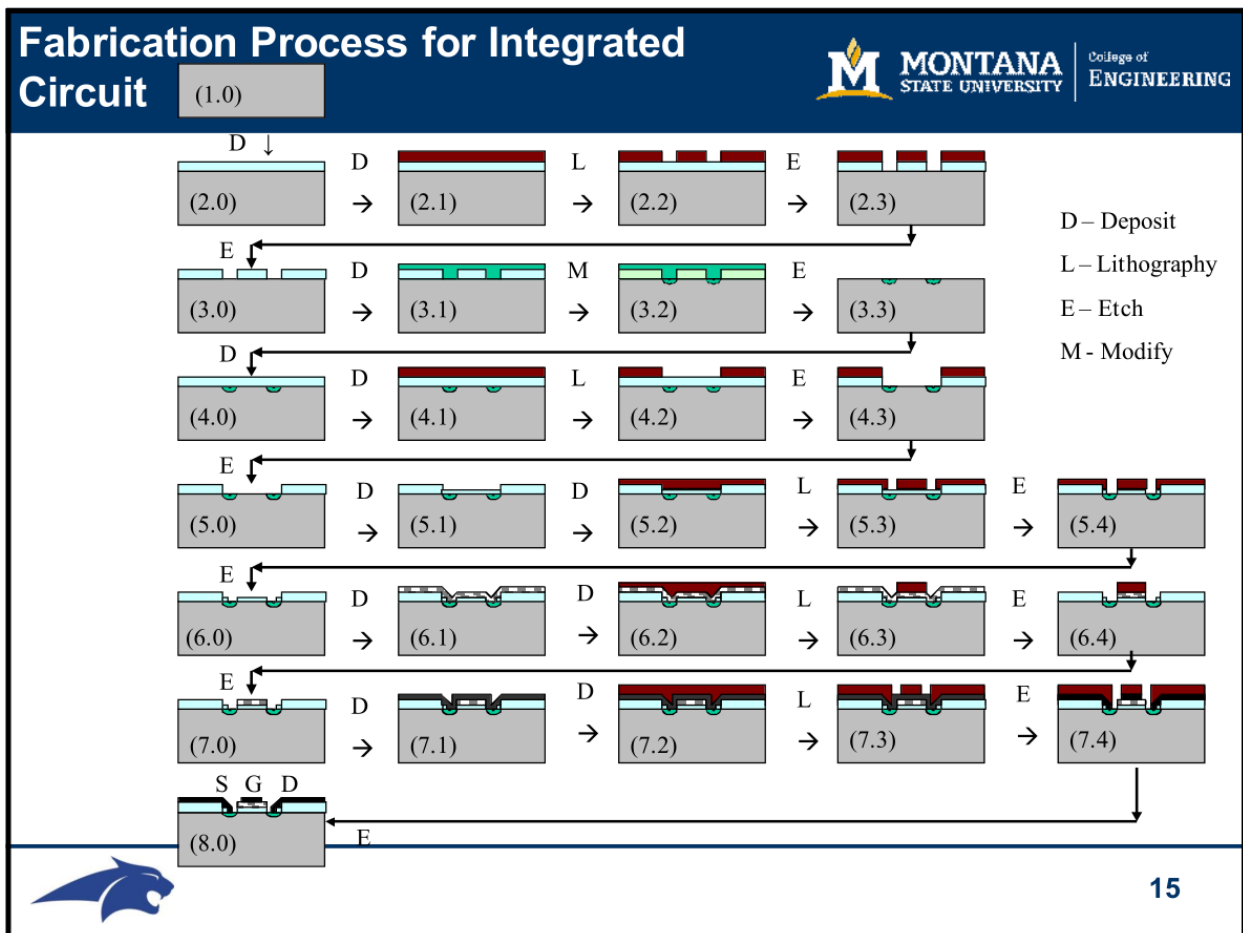 Fabrication Process for Integrated
Circuit
(1.0)
MONTANA
STATE UNIVERSITY
College of
ENGINEERING
D ↓
D
L
E
(2.0)
→
(2.1)
→
(2.2)
→
(2.3)
D – Deposit
L – Lithography
E – Etch
M - Modify
E
D
M
E
(3.0)
→
(3.1)
→
(3.2)
→
(3.3)
D
D
L
E
(4.0)
→
(4.1)
→
(4.2)
→
(4.3)
E
D
D
L
E
(5.0)
→
(5.1)
→
(5.2)
→
(5.3)
→
(5.4)
E
D
D
L
E
(6.0)
→
(6.1)
→
(6.2)
→
(6.3)
→
(6.4)
E
D
D
L
E
(7.0)
→
(7.1)
→
(7.2)
→
(7.3)
→
(7.4)
S G D
(8.0)
E
15